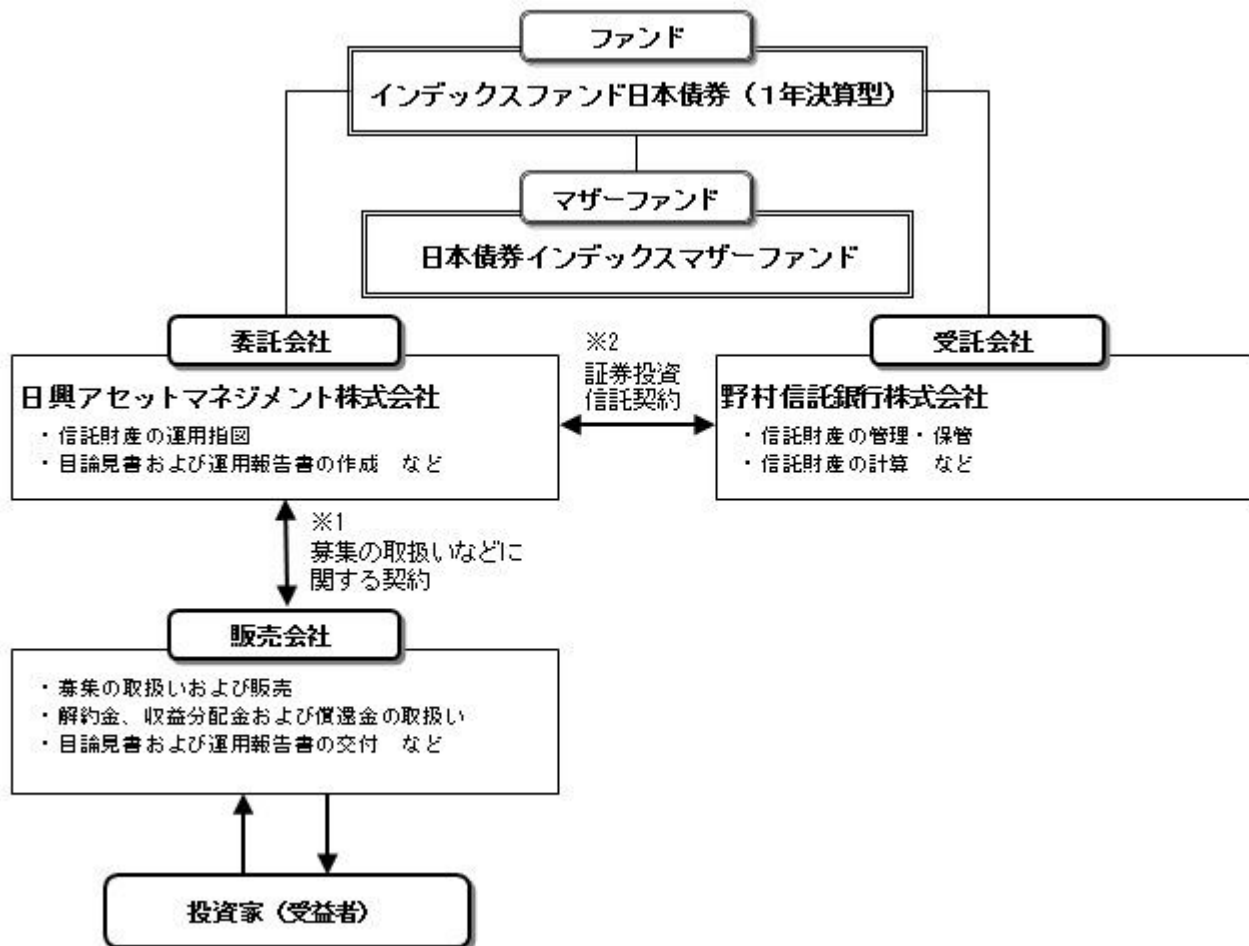 ファンド
インデックスファンド日本債券（１年決算型）
マザーファンド
日本債券インデックスマザーファンド
委託会社
日興アセットマネジメント株式会社
・信託財産の運用指図
・目論見書および運用報告書の作成　など
※2
証券投資
信託契約
受託会社
野村信託銀行株式会社
・信託財産の管理・保管
・信託財産の計算　など
※1
募集の取扱いなどに
関する契約
販売会社
・募集の取扱いおよび販売
・解約金、収益分配金および償還金の取扱い
・目論見書および運用報告書の交付　など
投資家（受益者）